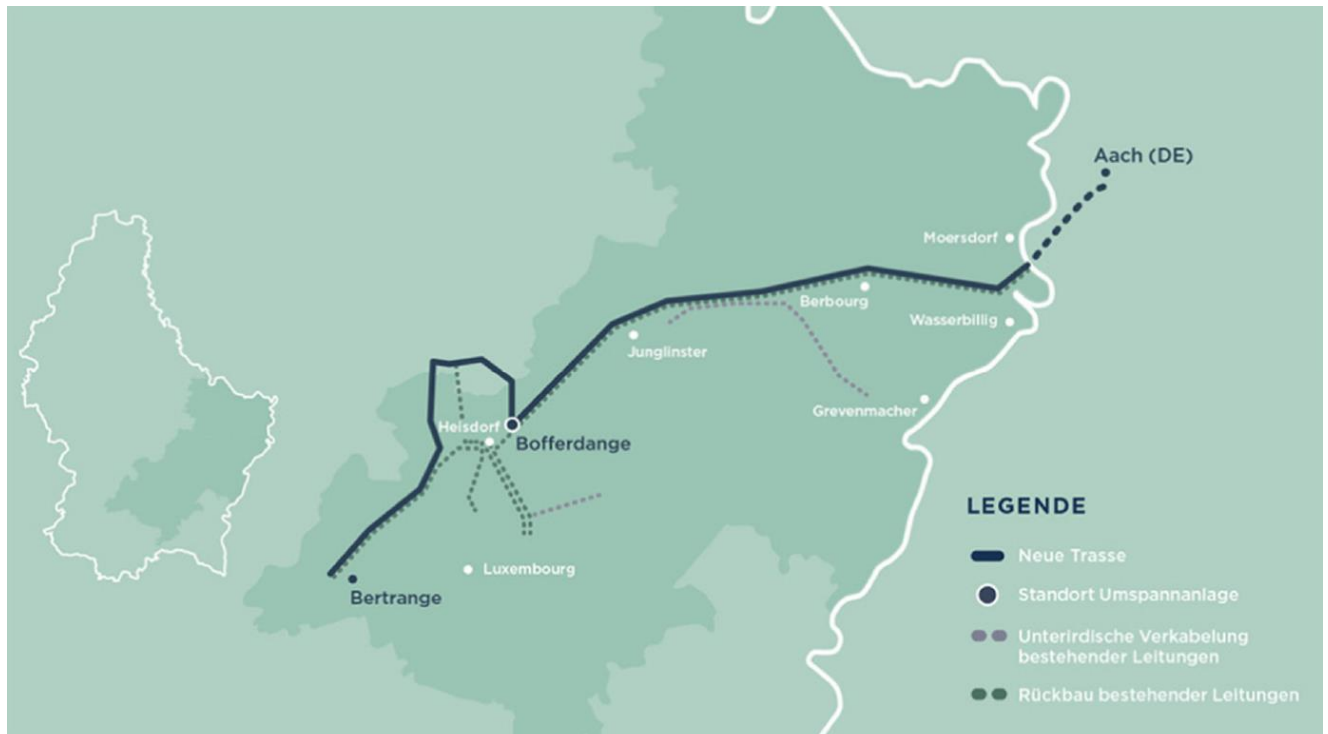 Aach (DE)
Moersdorf
Berbourg
Wasserbillig
Junglinster
Grevenmacher
Heisdorf
Bofferdange
Luxembourg
Bertrange
LEGENDE
Neue Trasse
Standort Umspannanlage
Unterirdische Verkabelung
bestehender Leitungen
Rückbau bestehender Leitungen